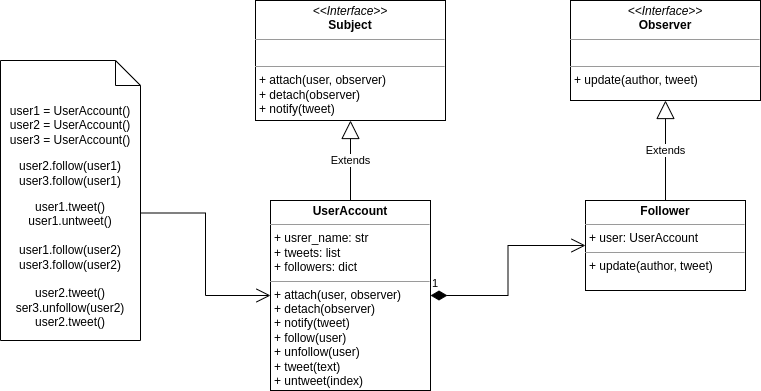 <<Interface>>
Subject
+ attach(user, observer)
+ detach(observer)
+ notify(tweet)
<<Interface>>
Observer
+ update(author, tweet)
user1 = UserAccount()
user2 = UserAccount()
user3 = UserAccount()
user2.follow(user1)
user3.follow(user1)
user1.tweet()
user1.untweet()
user1.follow(user2)
user3.follow(user2)
user2.tweet()
ser3.unfollow(user2)
user2.tweet()
Extends
Extends
UserAccount
+ usrer_name: str
+ tweets: list
+ followers: dict
+ attach(user, observer)
+ detach(observer)
+ notify(tweet)
+ follow(user)
+ unfollow(user)
+ tweet(text)
+ untweet(index)
1
Follower
+ user: UserAccount
+ update(author, tweet)